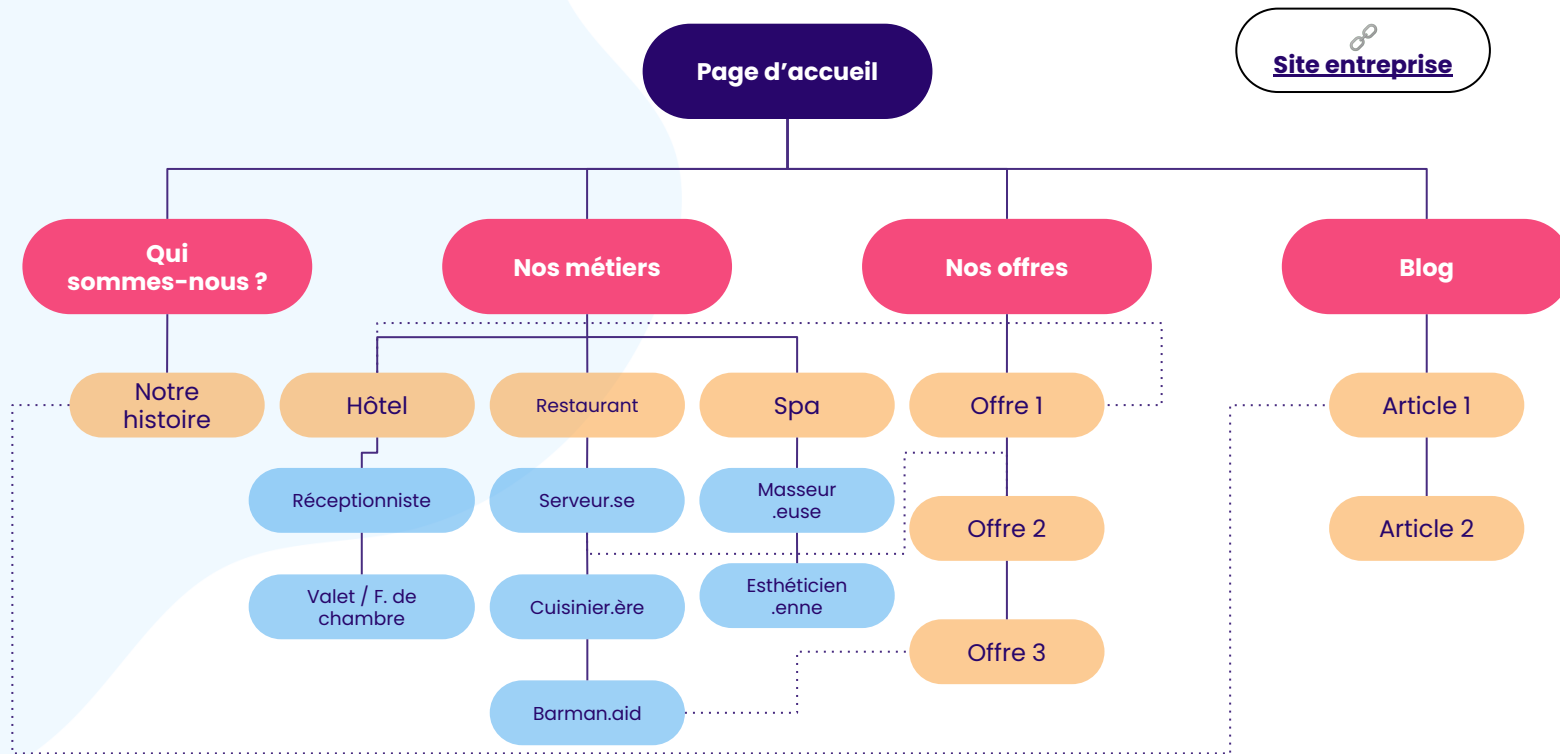 Page d’accueil
Site entreprise
Qui
sommes-nous ?
Nos métiers
Nos offres
Blog
Notre
histoire
Hôtel
Restaurant
Spa
Offre 1
Article 1
Réceptionniste
Serveur.se
Masseur
.euse
Offre 2
Article 2
Valet / F. de
chambre
Cuisinier.ère
Esthéticien
.enne
Offre 3
Barman.aid